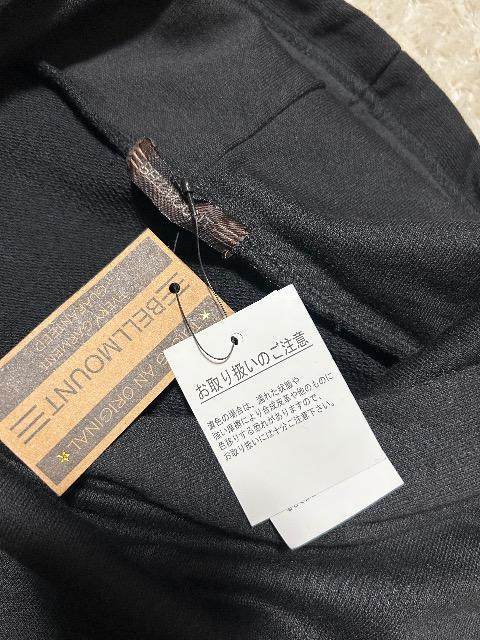 お取り扱いのご注意
濃色の場合は、濡れた状態や
強い摩擦により合成皮革や他のものに
色移りする恐れがありますので、
お取り扱いには十分ご注意下さい。
EVERY GARMENT
GUARANTEED
BELLMOUNT
AN ORIGINAL